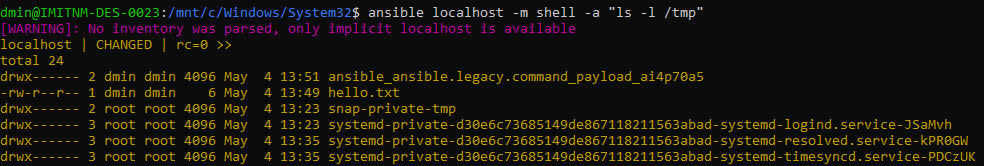 dmin@IMITNM-DES-0023:/mnt/c/Windows/System32$ ansible localhost -m shell -a "ls -l /tmp"
[WARNING]: No inventory was parsed, only implicit localhost is available
localhost | CHANGED | rc=0 >>
total 24
drwx------ 2 dmin dmin 4096 May  4 13:51 ansible_ansible.legacy.command_payload_ai4p70a5
-rw-r--r-- 1 dmin dmin    6 May  4 13:49 hello.txt
drwx------ 2 root root 4096 May  4 13:23 snap-private-tmp
drwx------ 3 root root 4096 May  4 13:23 systemd-private-d30e6c73685149de867118211563abad-systemd-logind.service-JSaMvh
drwx------ 3 root root 4096 May  4 13:35 systemd-private-d30e6c73685149de867118211563abad-systemd-resolved.service-kPR0GW
drwx------ 3 root root 4096 May  4 13:35 systemd-private-d30e6c73685149de867118211563abad-systemd-timesyncd.service-PDCzUK